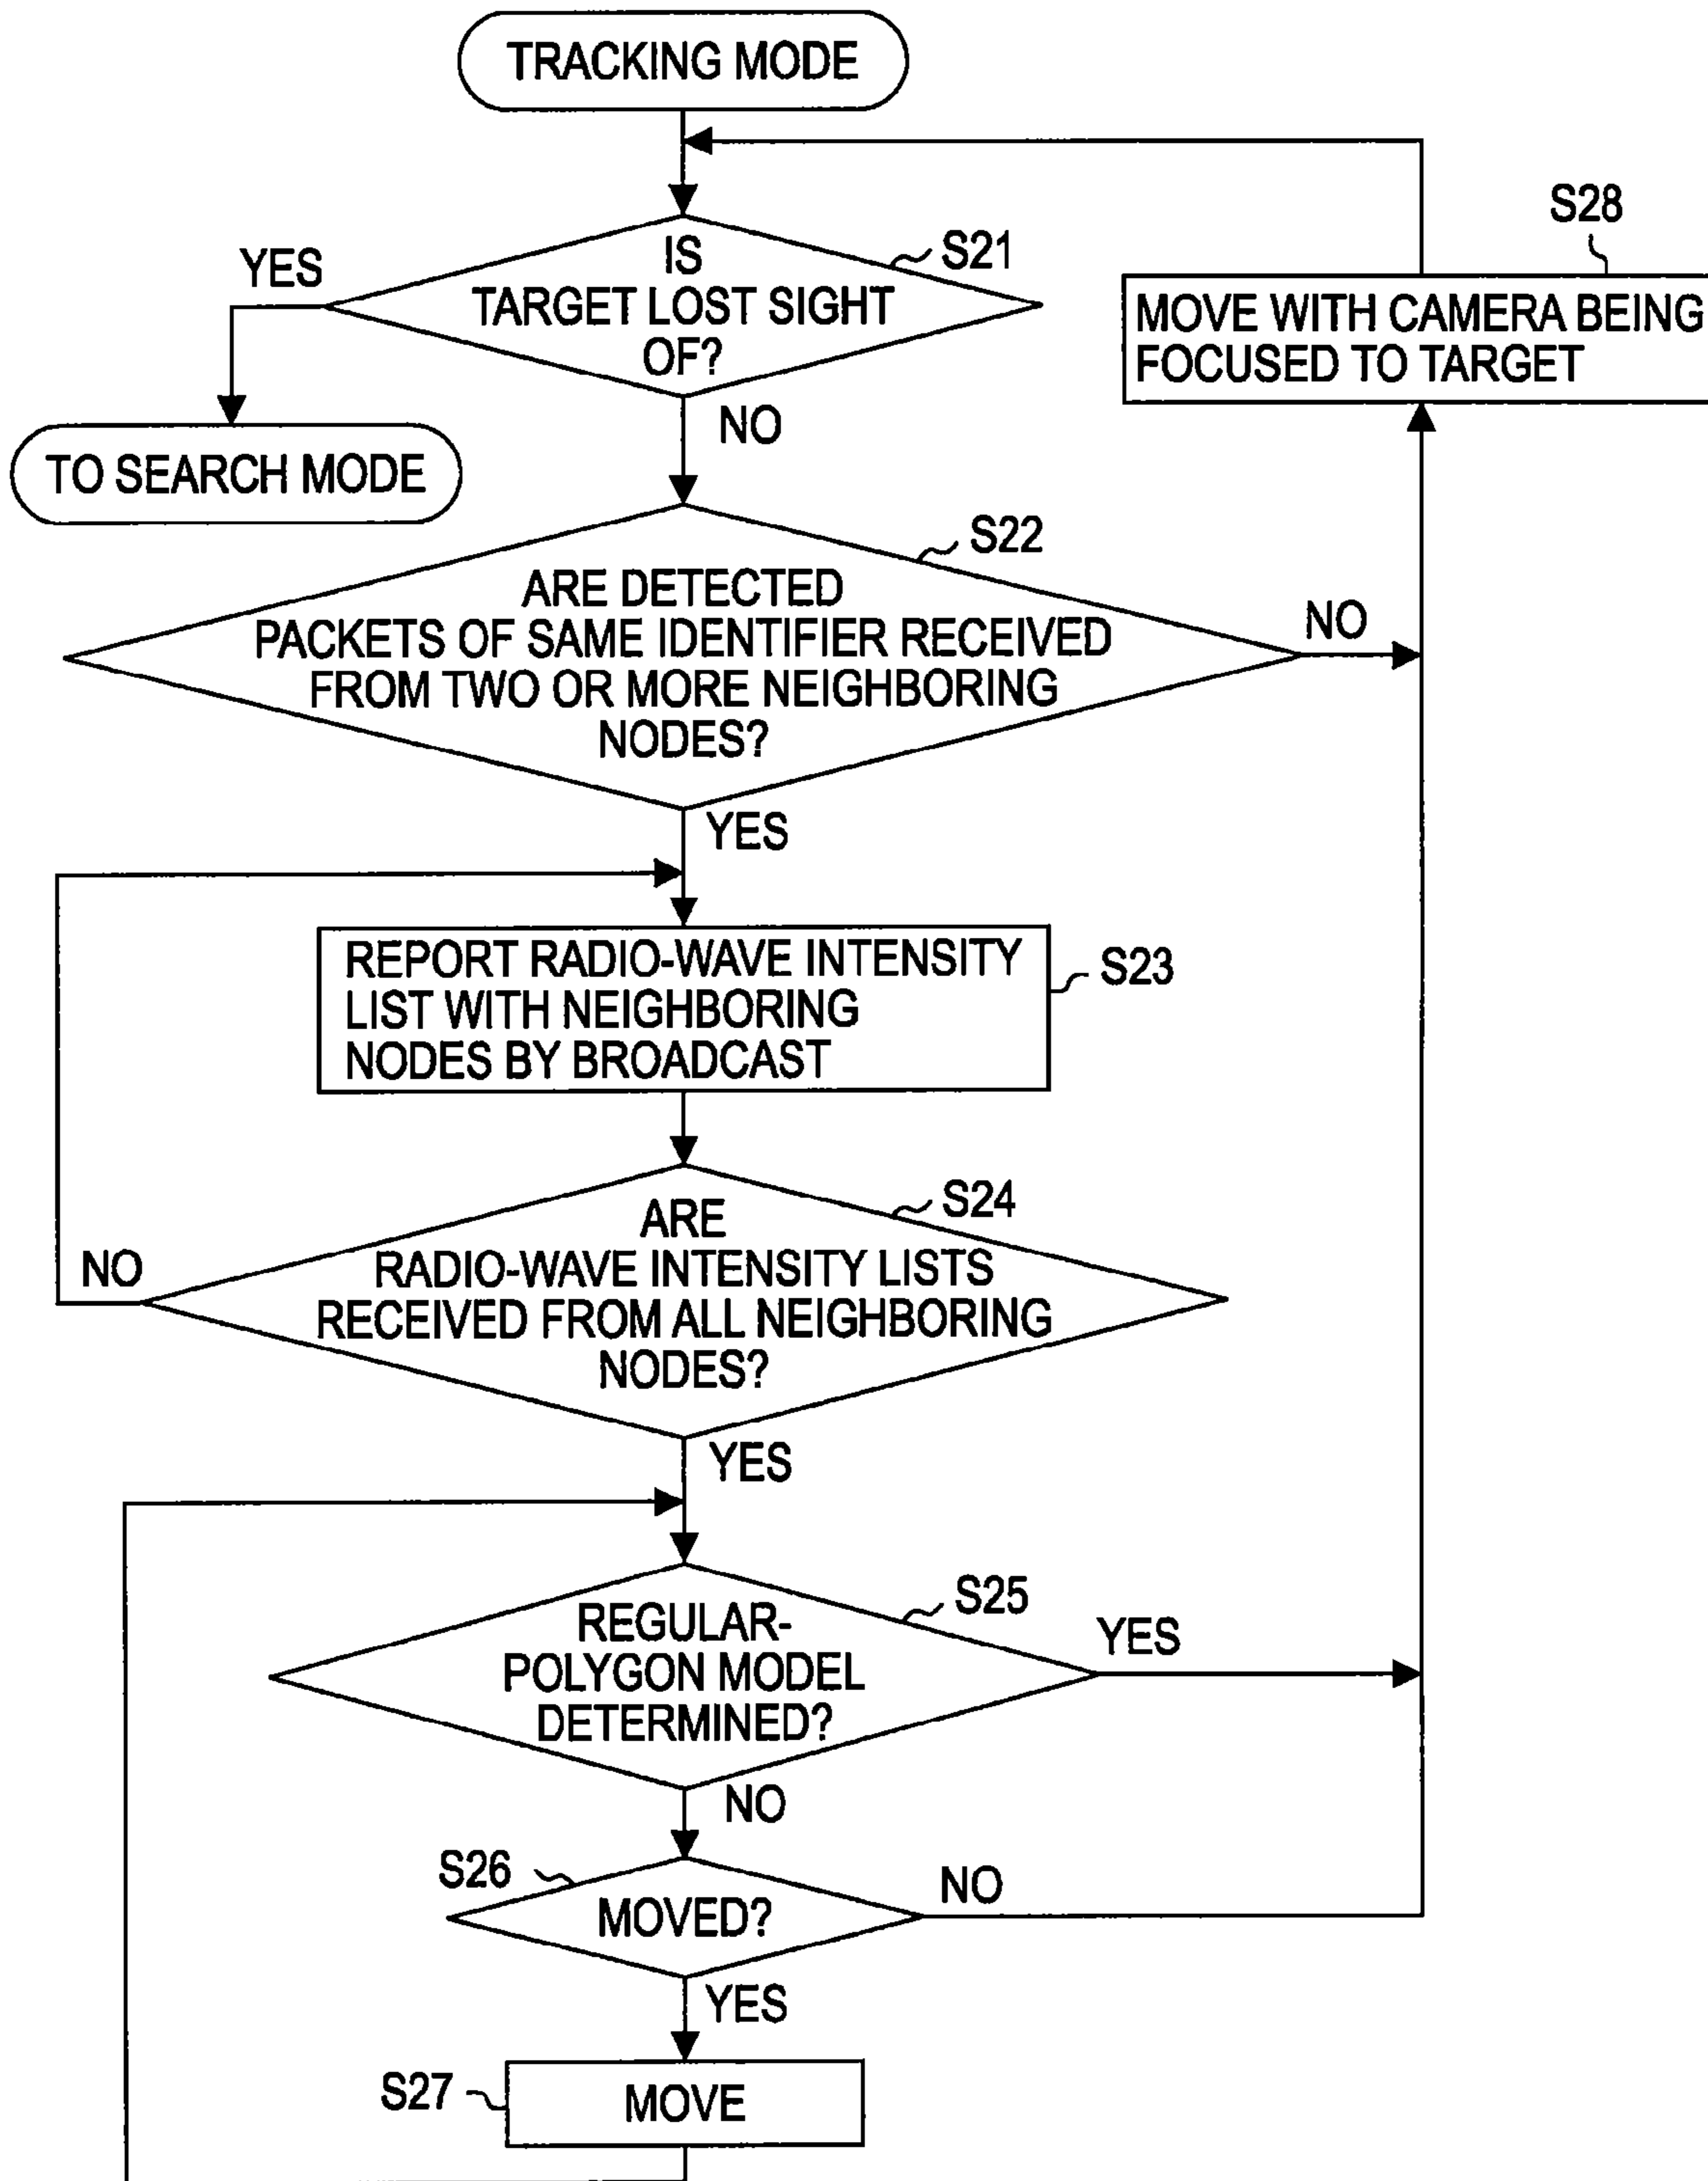 TRACKING MODE
S28
S21
YES
IS
TARGET LOST SIGHT
OF?
MOVE WITH CAMERA BEING
FOCUSED TO TARGET
NO
TO SEARCH MODE
S22
ARE DETECTED
PACKETS OF SAME IDENTIFIER RECEIVED
FROM TWO OR MORE NEIGHBORING
NODES?
NO
YES
REPORT RADIO-WAVE INTENSITY
LIST WITH NEIGHBORING
NODES BY BROADCAST
S23
S24
ARE
RADIO-WAVE INTENSITY LISTS
RECEIVED FROM ALL NEIGHBORING
NODES?
NO
YES
S25
REGULAR-
POLYGON MODEL
DETERMINED?
YES
NO
S26
MOVED?
NO
YES
S27
MOVE